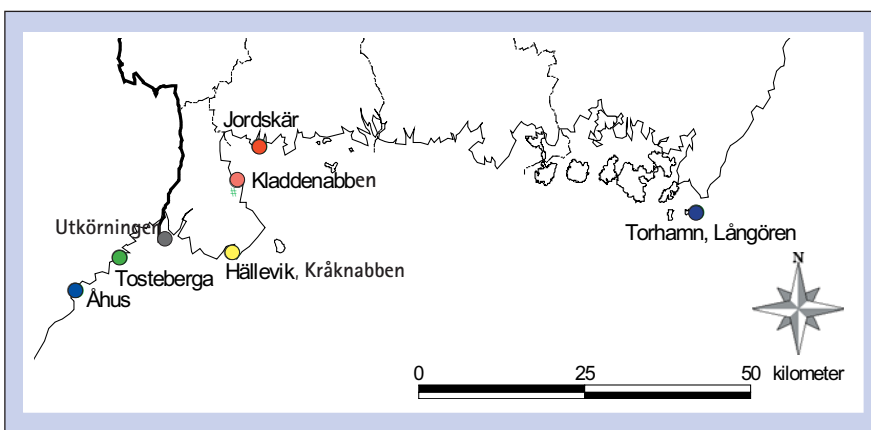 Jordskär
Kladdenabben
Utkörningen
Torhamn, Långören
Tosteberga
Hällevik, Kråknabben
Åhus
N
0 25 50 kilometer